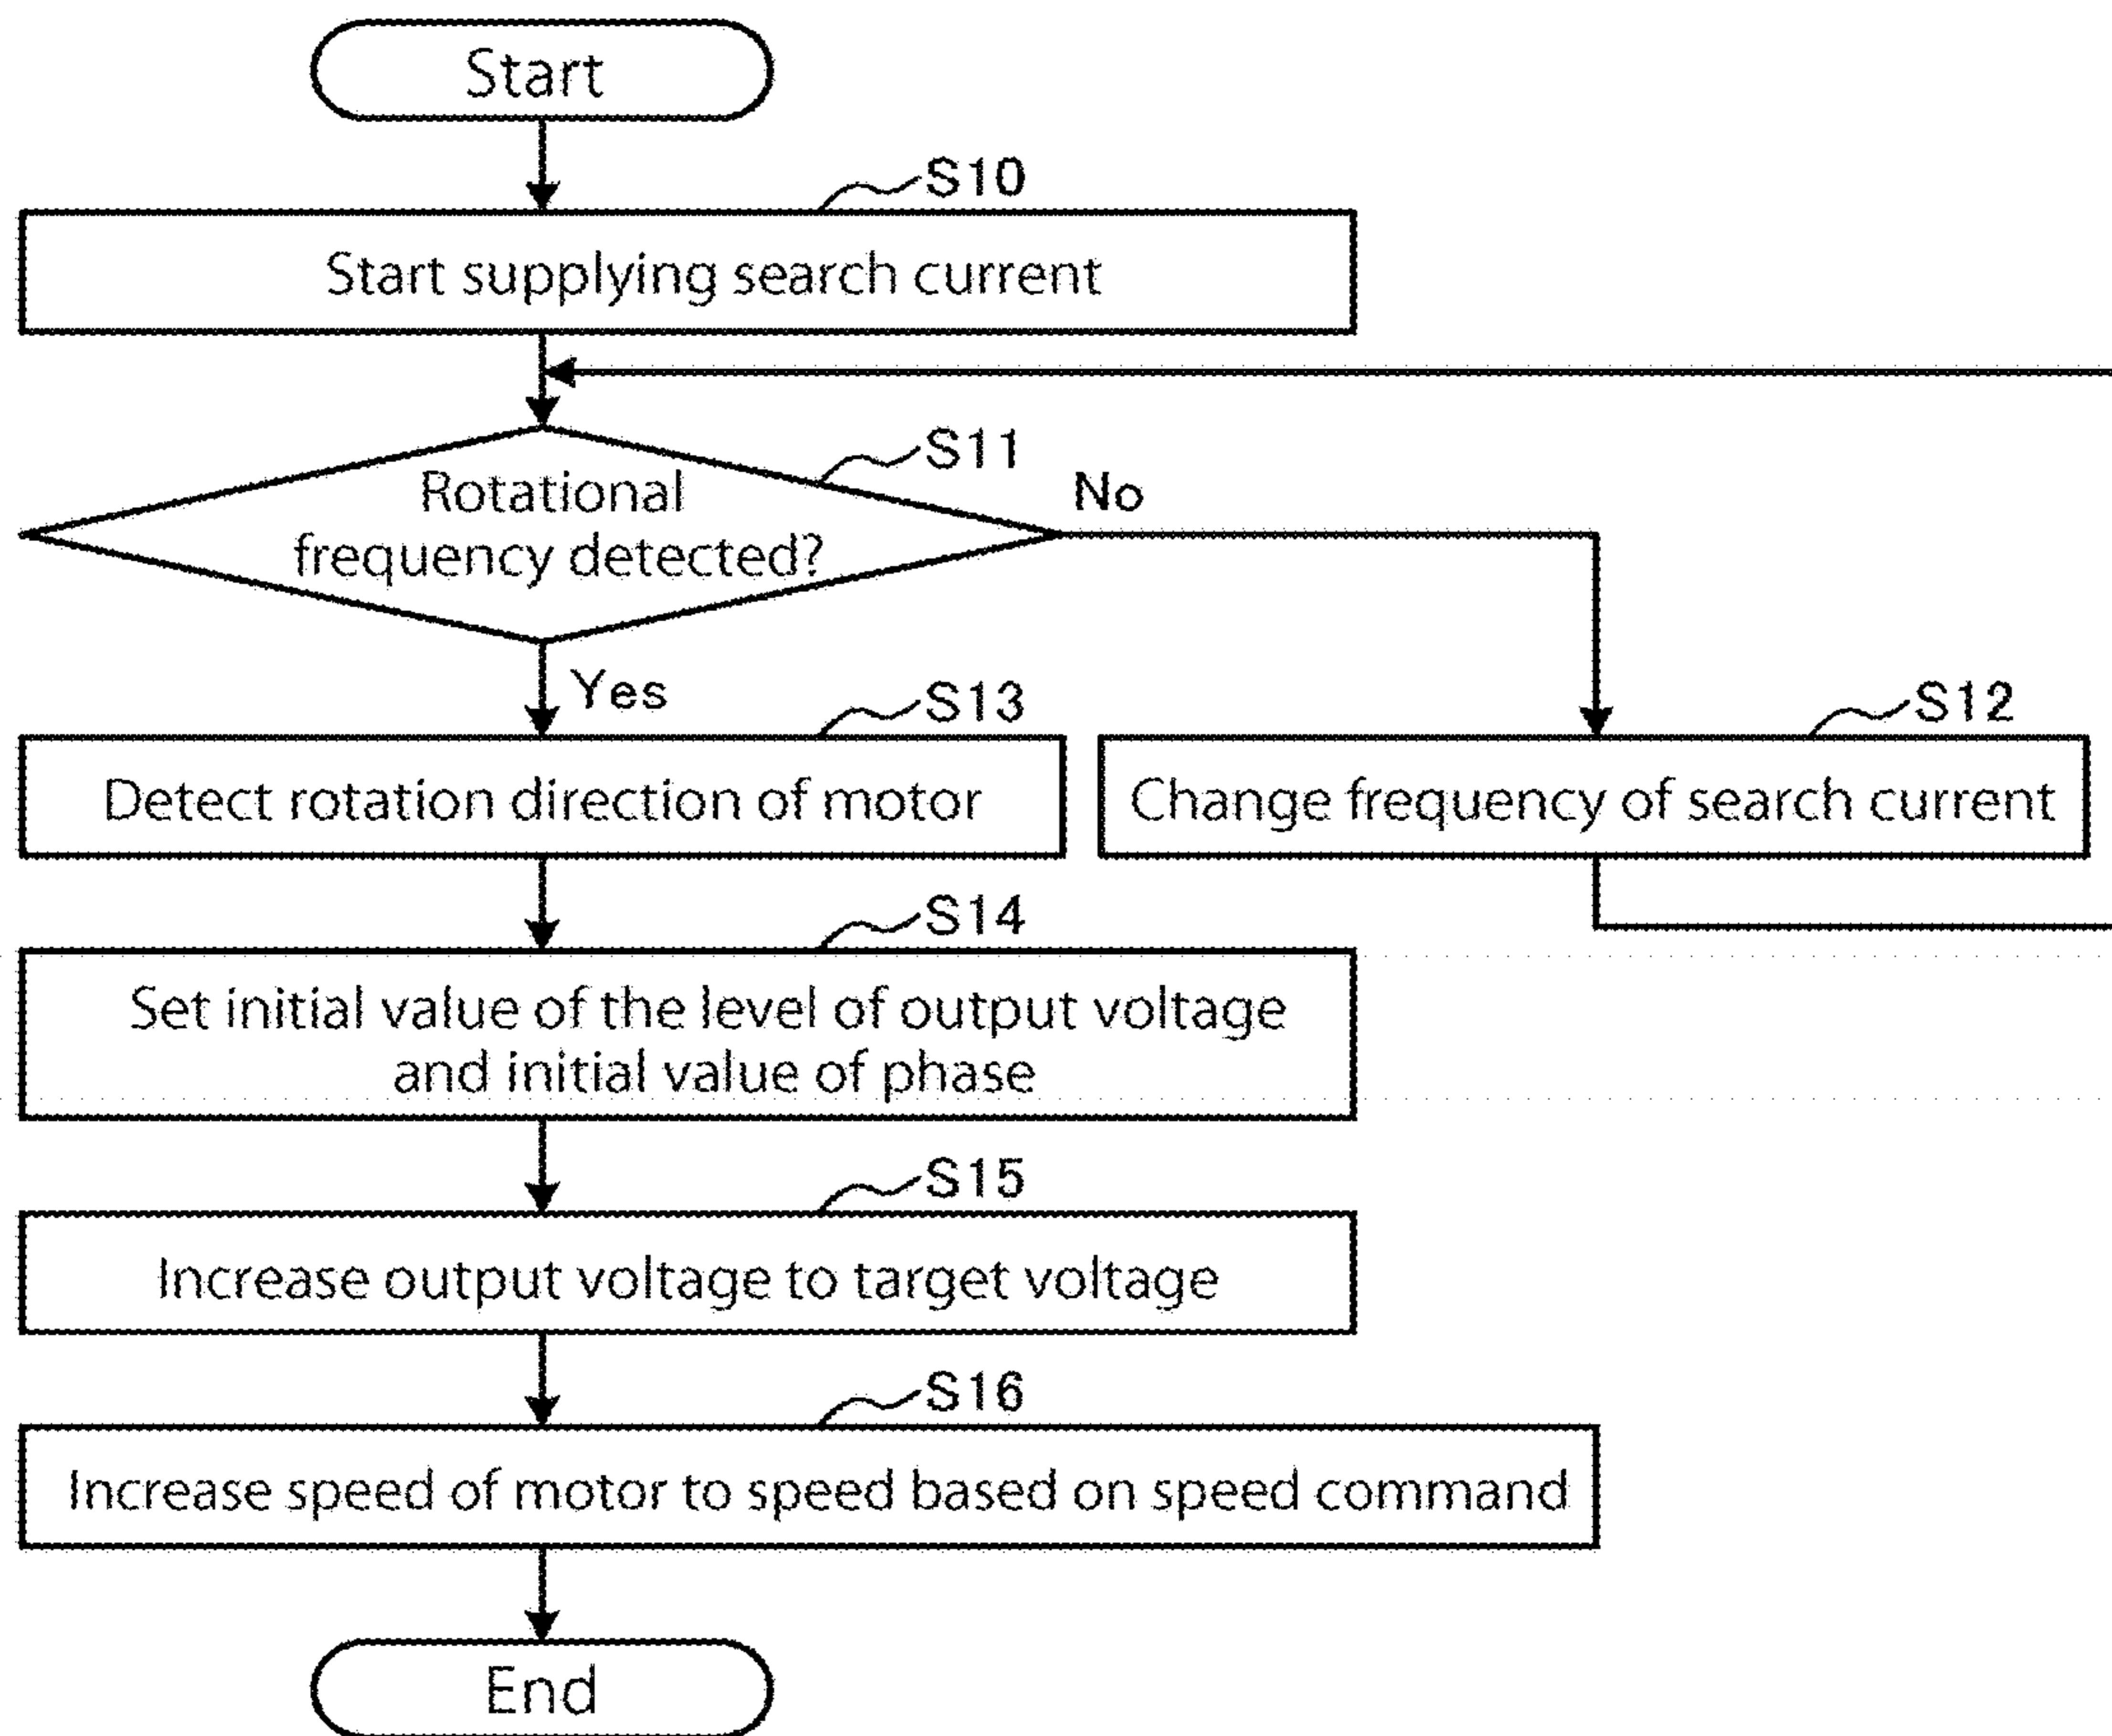 Start
S10
Start supplying search current
S11
Rotational
frequency detected?
No
Yes
S13
S12
Detect rotation direction of motor
Change frequency of search current
S14
Set initial value of the level of output voltage
and initial value of phase
S15
Increase output voltage to target voltage
S16
Increase speed of motor to speed based on speed command
End